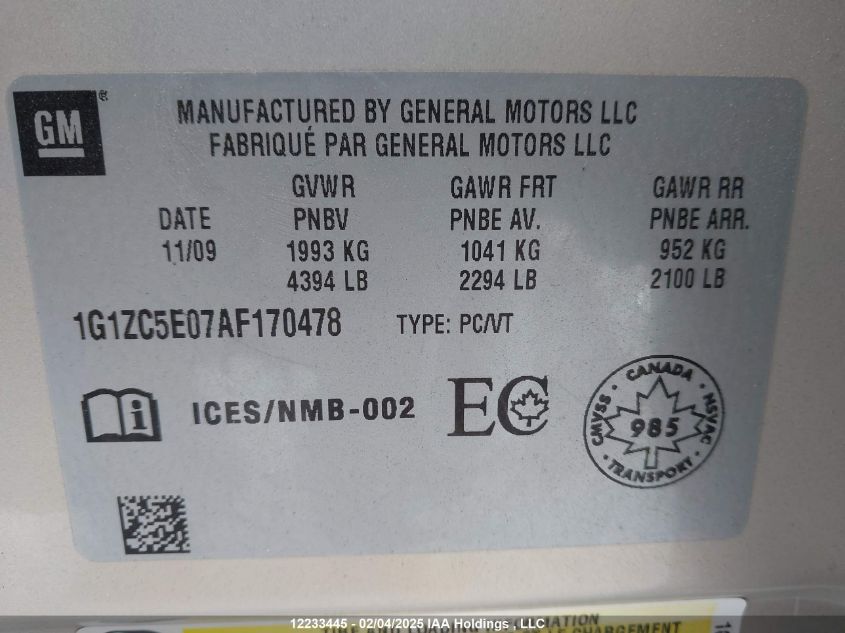 GM ®
MANUFACTURED BY GENERAL MOTORS LLC
FABRIQUÉ PAR GENERAL MOTORS LLC
GVWR GAWR FRT GAWR RR
DATE PNBV PNBE AV. PNBE ARR.
11/09 1993 KG 1041 KG 952 KG
4394 LB 2294 LB 2100 LB
1G1ZC5E07AF170478 TYPE: PC/VT
i ICES/NMB-002 EC
CANADA
CMVSS 985 NSVAC
TRANSPORT
12233445 - 02/04/2025 IAA Holdings , LLC